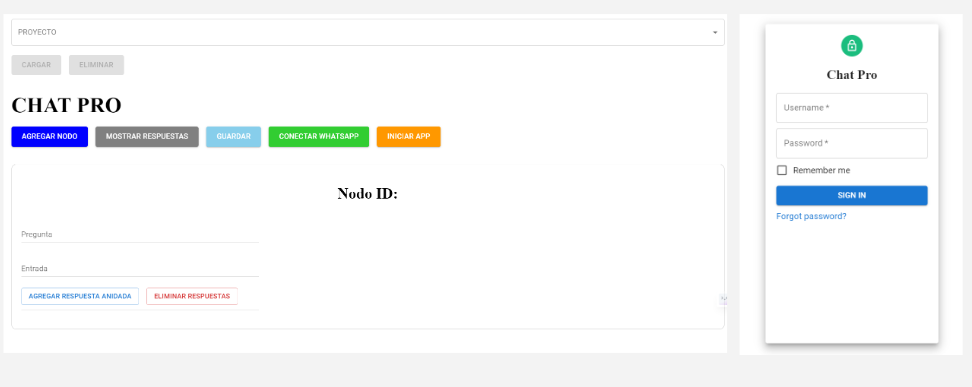 PROYECTO
CARGAR ELIMINAR
CHAT PRO
AGREGAR NODO MOSTRAR RESPUESTAS GUARDAR CONECTAR WHATSAPP INICIAR APP
Nodo ID:
Pregunta
Entrada
AGREGAR RESPUESTA ANIDADA ELIMINAR RESPUESTAS
Chat Pro
Username *
Password *
Remember me
SIGN IN
Forgot password?